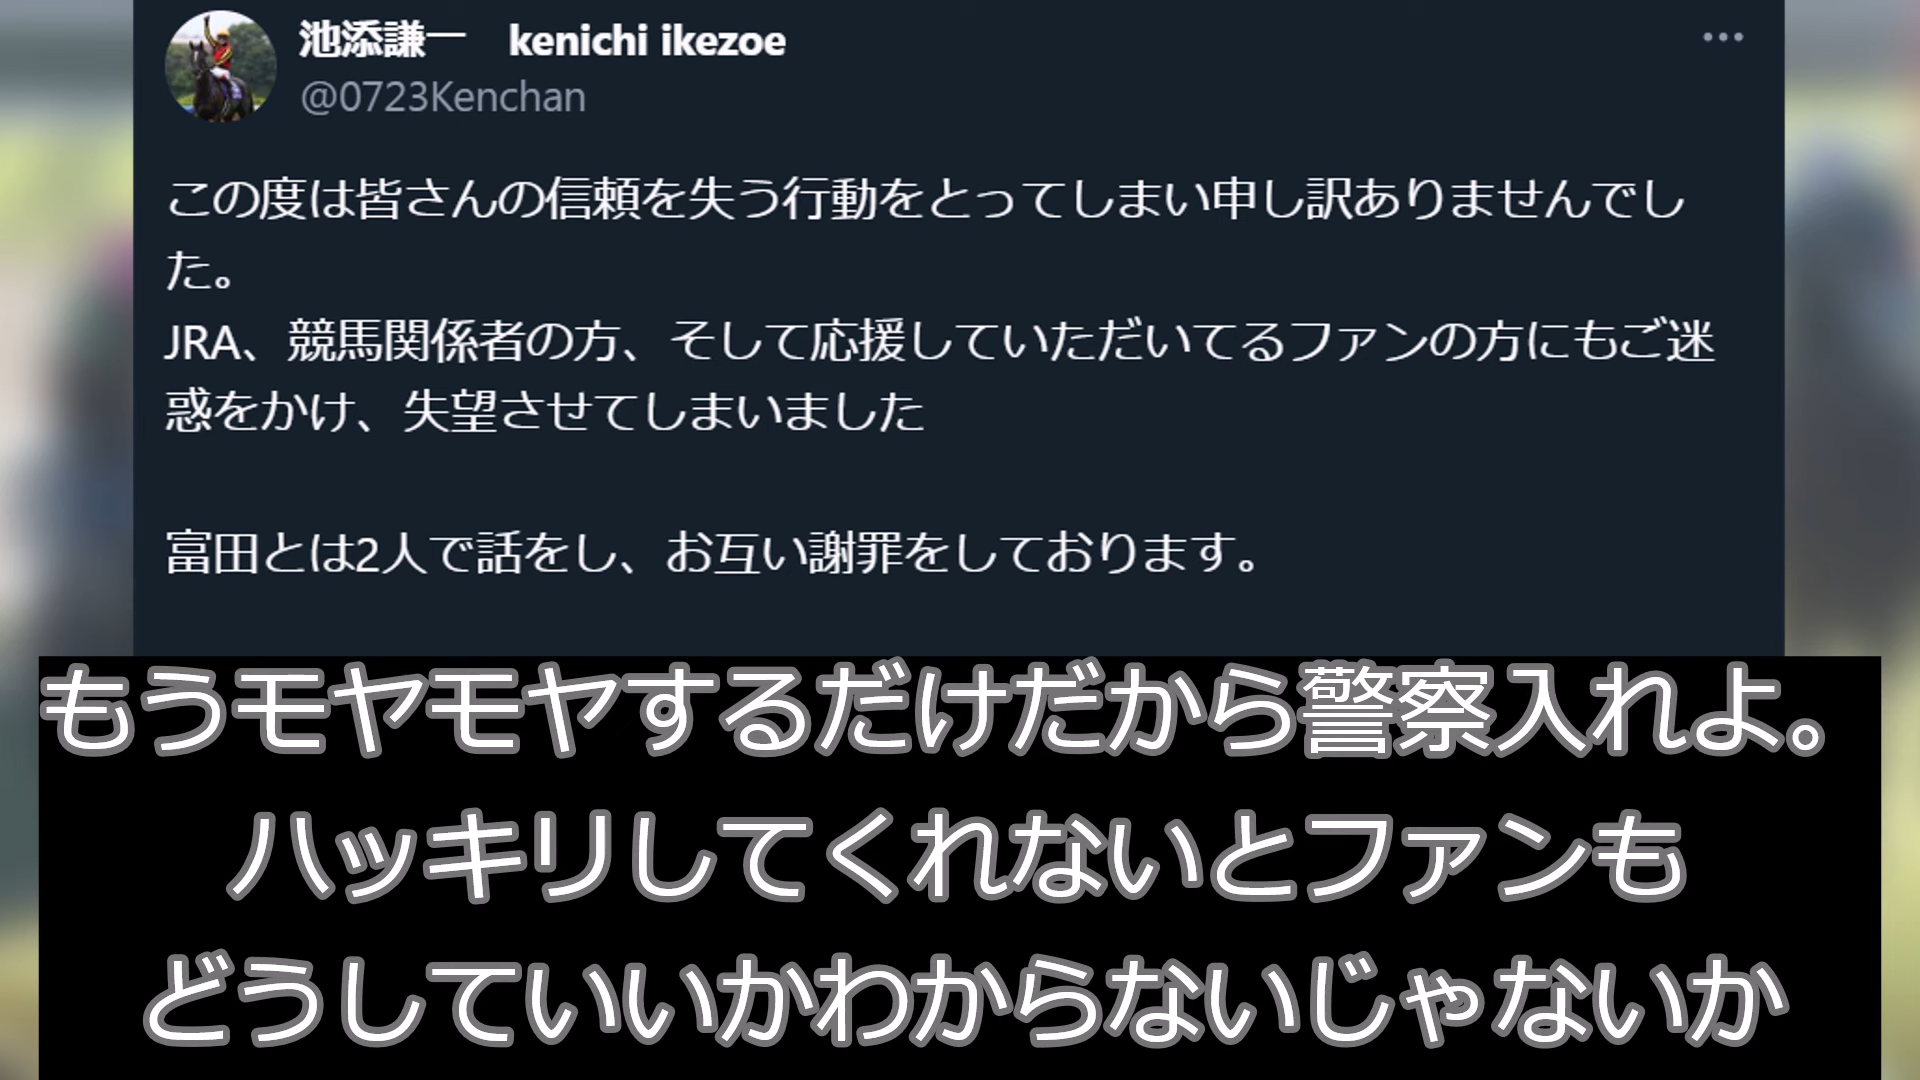 池添謙一　kenichi ikezoe
@0723Kenchan
この度は皆さんの信頼を失う行動をとってしまい申し訳ありませんでし
た。
JRA、競馬関係者の方、そして応援していただいてるファンの方にもご迷
惑をかけ、失望させてしまいました
富田とは2人で話をし、お互い謝罪をしております。
もうモヤモヤするだけだから警察入れよ。
ハッキリしてくれないとファンも
どうしていいかわからないじゃないか